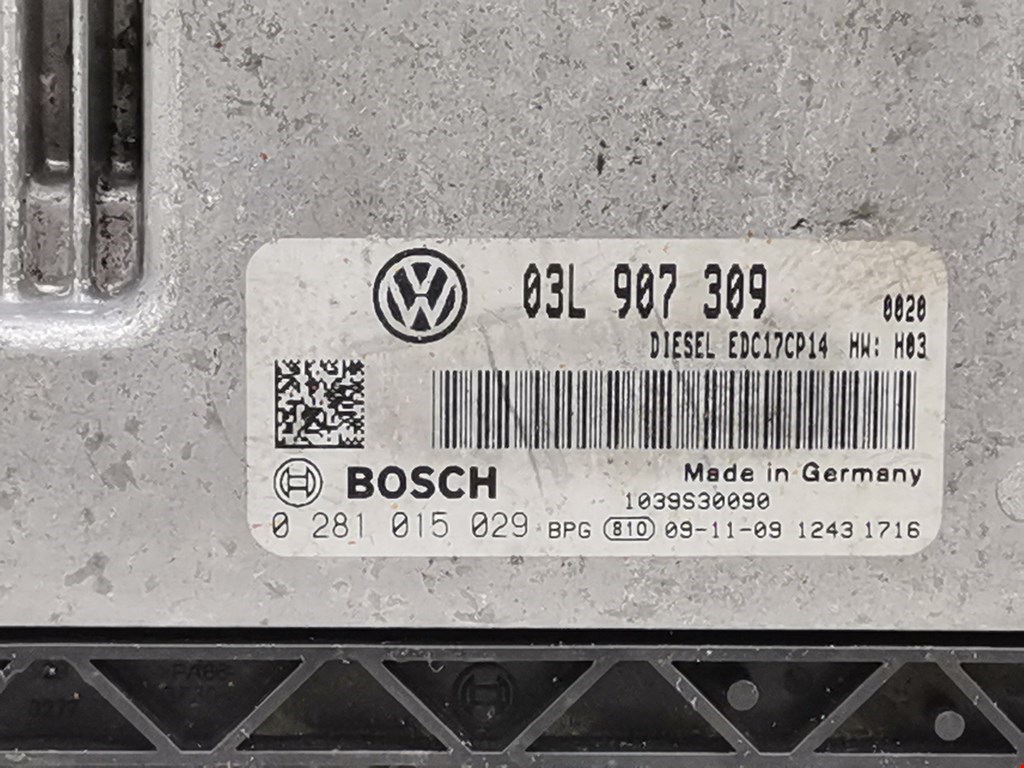 03L 907 309
0020
DIESEL EDC17CP14 HW: H03
BOSCH
Made in Germany
1039S30090
0 281 015 029 BPG 810 09-11-09 1243 1716